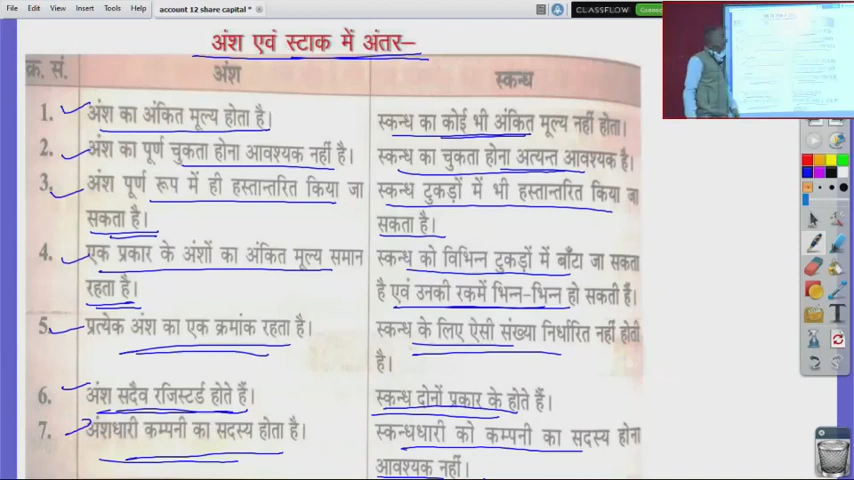 File Edit View Insert Tools Help
account 12 share capital *
CLASSFLOW
अंश एवं स्टाक में अंतर–
क्र. सं. अंश स्कन्ध
1. अंश का अंकित मूल्य होता है। स्कन्ध का कोई भी अंकित मूल्य नहीं होता।
2. अंश का पूर्ण चुकता होना आवश्यक नहीं है। स्कन्ध का चुकता होना अत्यन्त आवश्यक है।
3. अंश पूर्ण रूप में ही हस्तान्तरित किया जा स्कन्ध टुकड़ों में भी हस्तान्तरित किया जा
सकता है। सकता है।
4. एक प्रकार के अंशों का अंकित मूल्य समान स्कन्ध को विभिन्न टुकड़ों में बाँटा जा सकता
रहता है। है एवं उनकी रकमें भिन्न-भिन्न हो सकती हैं।
5. प्रत्येक अंश का एक क्रमांक रहता है। स्कन्ध के लिए ऐसी संख्या निर्धारित नहीं होती
है।
6. अंश सदैव रजिस्टर्ड होते हैं। स्कन्ध दोनों प्रकार के होते हैं।
7. अंशधारी कम्पनी का सदस्य होता है। स्कन्धधारी को कम्पनी का सदस्य होना
आवश्यक नहीं।